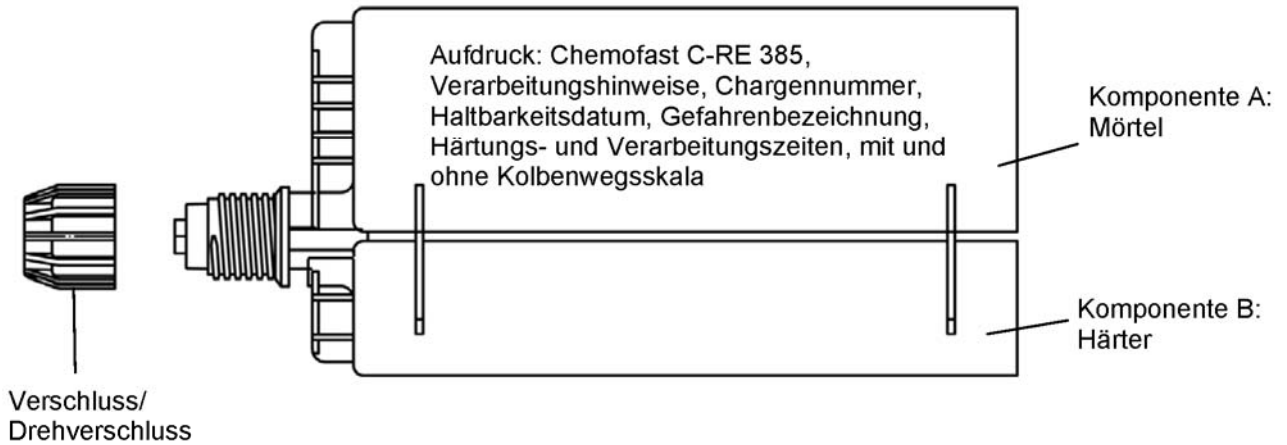 Aufdruck: Chemofast C-RE 385,
Verarbeitungshinweise, Chargennummer,
Haltbarkeitsdatum, Gefahrenbezeichnung,
Härtungs- und Verarbeitungszeiten, mit und
ohne Kolbenwegsskala
Komponente A:
Mörtel
Komponente B:
Härter
Verschluss/
Drehverschluss